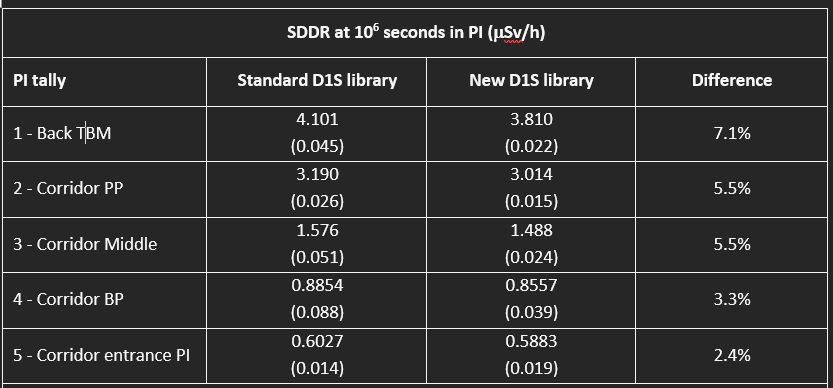 SDDR at 10⁶ seconds in PI (µSv/h)
PI tally Standard D1S library New D1S library Difference
1 - Back TBM 4.101 (0.045) 3.810 (0.022) 7.1%
2 - Corridor PP 3.190 (0.026) 3.014 (0.015) 5.5%
3 - Corridor Middle 1.576 (0.051) 1.488 (0.024) 5.5%
4 - Corridor BP 0.8854 (0.088) 0.8557 (0.039) 3.3%
5 - Corridor entrance PI 0.6027 (0.014) 0.5883 (0.019) 2.4%